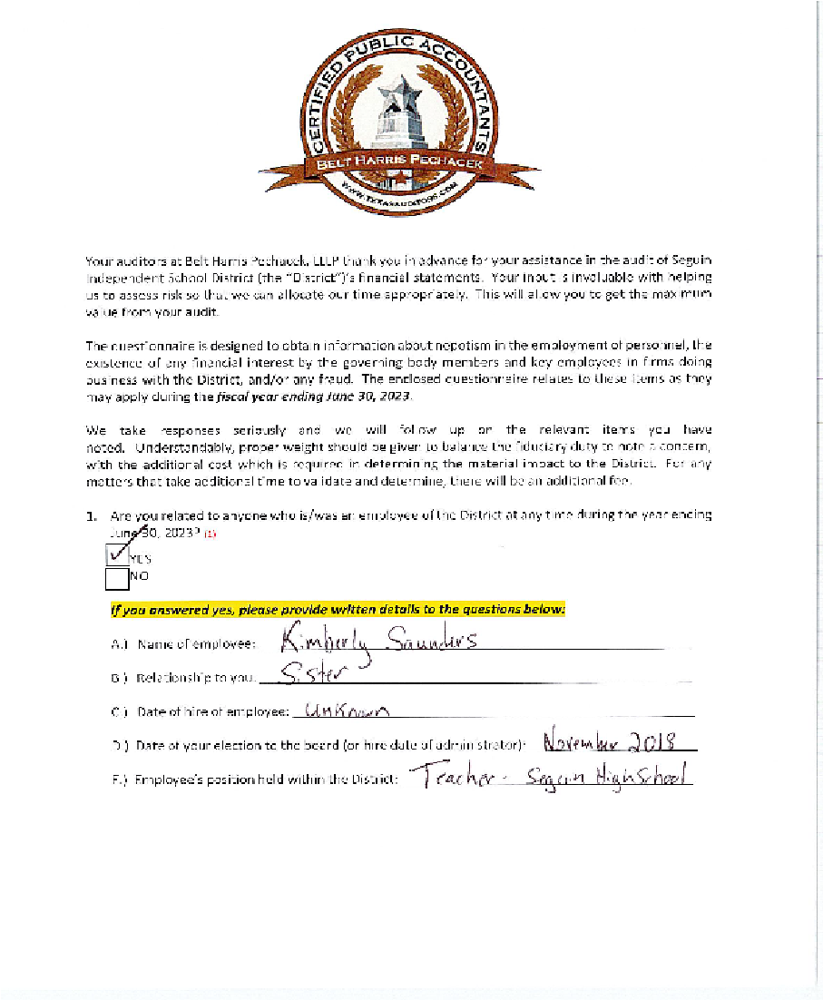 CERTIFIED PUBLIC ACCOUNTANTS
BELT HARRIS PECHACEK
WWW.TEXASAUDITORS.COM
Your auditors at Belt Harris Pechacek, LLLP thank you in advance for your assistance in the audit of Seguin
Independent School District (the “District”)’s financial statements. Your input is invaluable with helping
us to assess risk so that we can allocate our time appropriately. This will allow you to get the maximum
value from your audit.
The questionnaire is designed to obtain information about nepotism in the employment of personnel, the
existence of any financial interest by the governing body members and key employees in firms doing
business with the District, and/or any fraud. The enclosed questionnaire relates to these items as they
may apply during the fiscal year ending June 30, 2023.
We take responses seriously and we will follow up on the relevant items you have
noted. Understandably, proper weight should be given to balance the fiduciary duty to note a concern,
with the additional cost which is required in determining the material impact to the District. For any
matters that take additional time to validate and determine, there will be an additional fee.
1. Are you related to anyone who is/was an employee of the District at any time during the year ending
June 30, 2023? (1)
YES
NO
If you answered yes, please provide written details to the questions below:
A.) Name of employee: Kimberly Saunders
B.) Relationship to you: Sister
C.) Date of hire of employee: Unknown
D.) Date of your election to the board (or hire date of administrator): November 2018
E.) Employee’s position held within the District: Teacher - Seguin High School